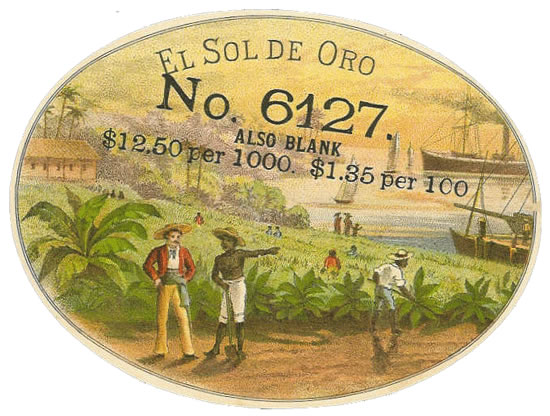 EL SOL DE ORO
No. 6127.
ALSO BLANK
$12.50 per 1000. $1.35 per 100